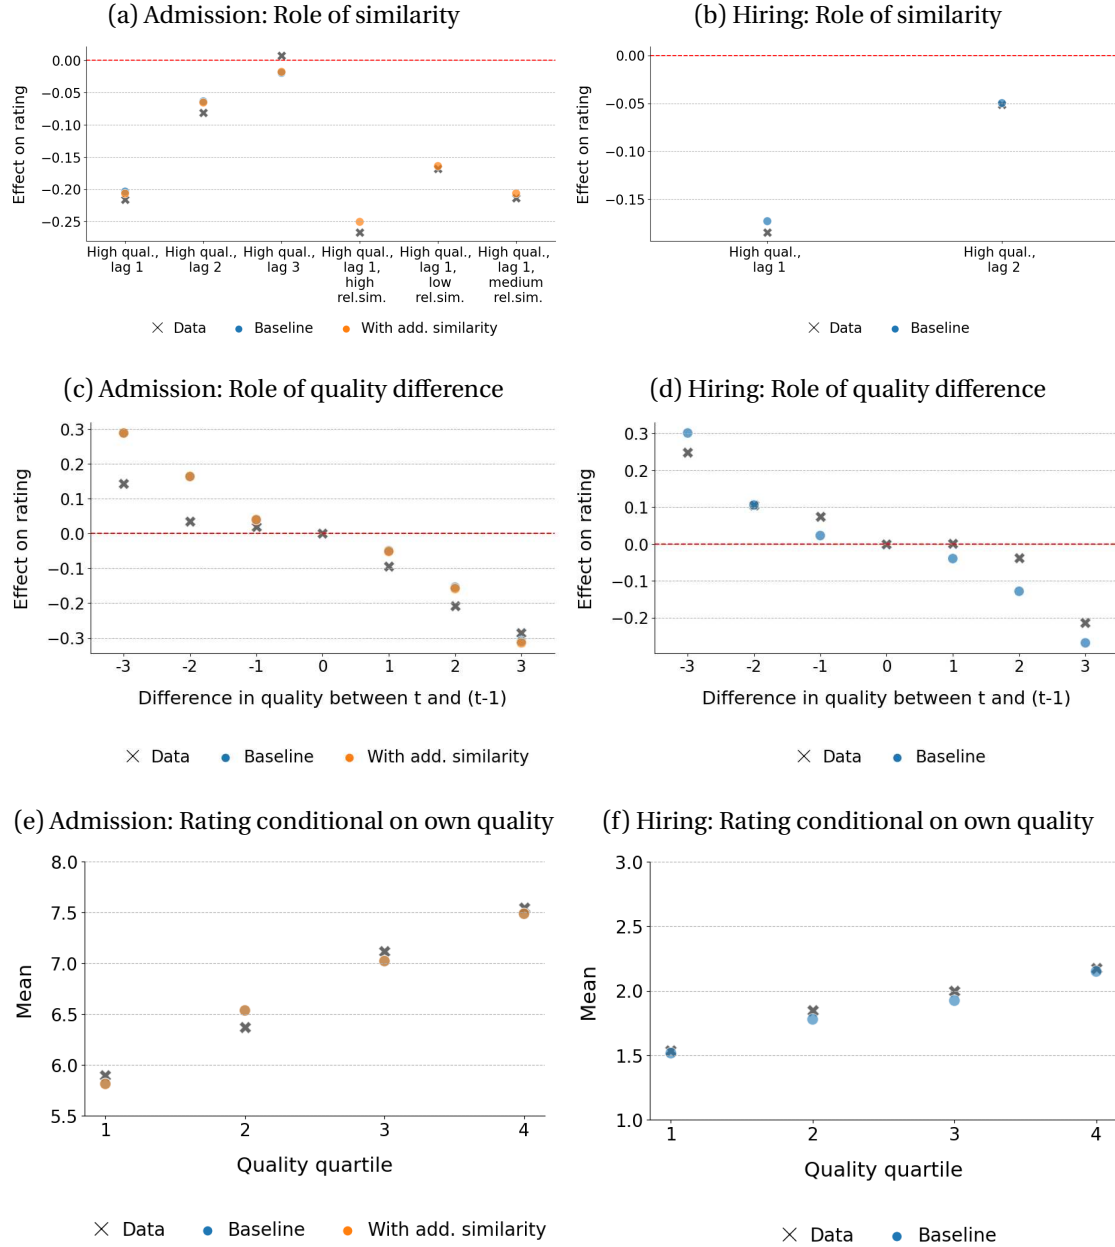 (a) Admission: Role of similarity
Effect on rating
0.00
−0.05
−0.10
−0.15
−0.20
−0.25
High qual., lag 1
High qual., lag 2
High qual., lag 3
High qual., lag 1, high rel.sim.
High qual., lag 1, low rel.sim.
High qual., lag 1, medium rel.sim.
× Data Baseline With add. similarity
(b) Hiring: Role of similarity
Effect on rating
0.00
−0.05
−0.10
−0.15
High qual., lag 1
High qual., lag 2
× Data Baseline
(c) Admission: Role of quality difference
Effect on rating
0.3
0.2
0.1
0.0
−0.1
−0.2
−0.3
-3 -2 -1 0 1 2 3
Difference in quality between t and (t-1)
× Data Baseline With add. similarity
(d) Hiring: Role of quality difference
Effect on rating
0.3
0.2
0.1
0.0
−0.1
−0.2
-3 -2 -1 0 1 2 3
Difference in quality between t and (t-1)
× Data Baseline
(e) Admission: Rating conditional on own quality
Mean
8.0
7.5
7.0
6.5
6.0
5.5
1 2 3 4
Quality quartile
× Data Baseline With add. similarity
(f) Hiring: Rating conditional on own quality
Mean
3.0
2.5
2.0
1.5
1.0
1 2 3 4
Quality quartile
× Data Baseline